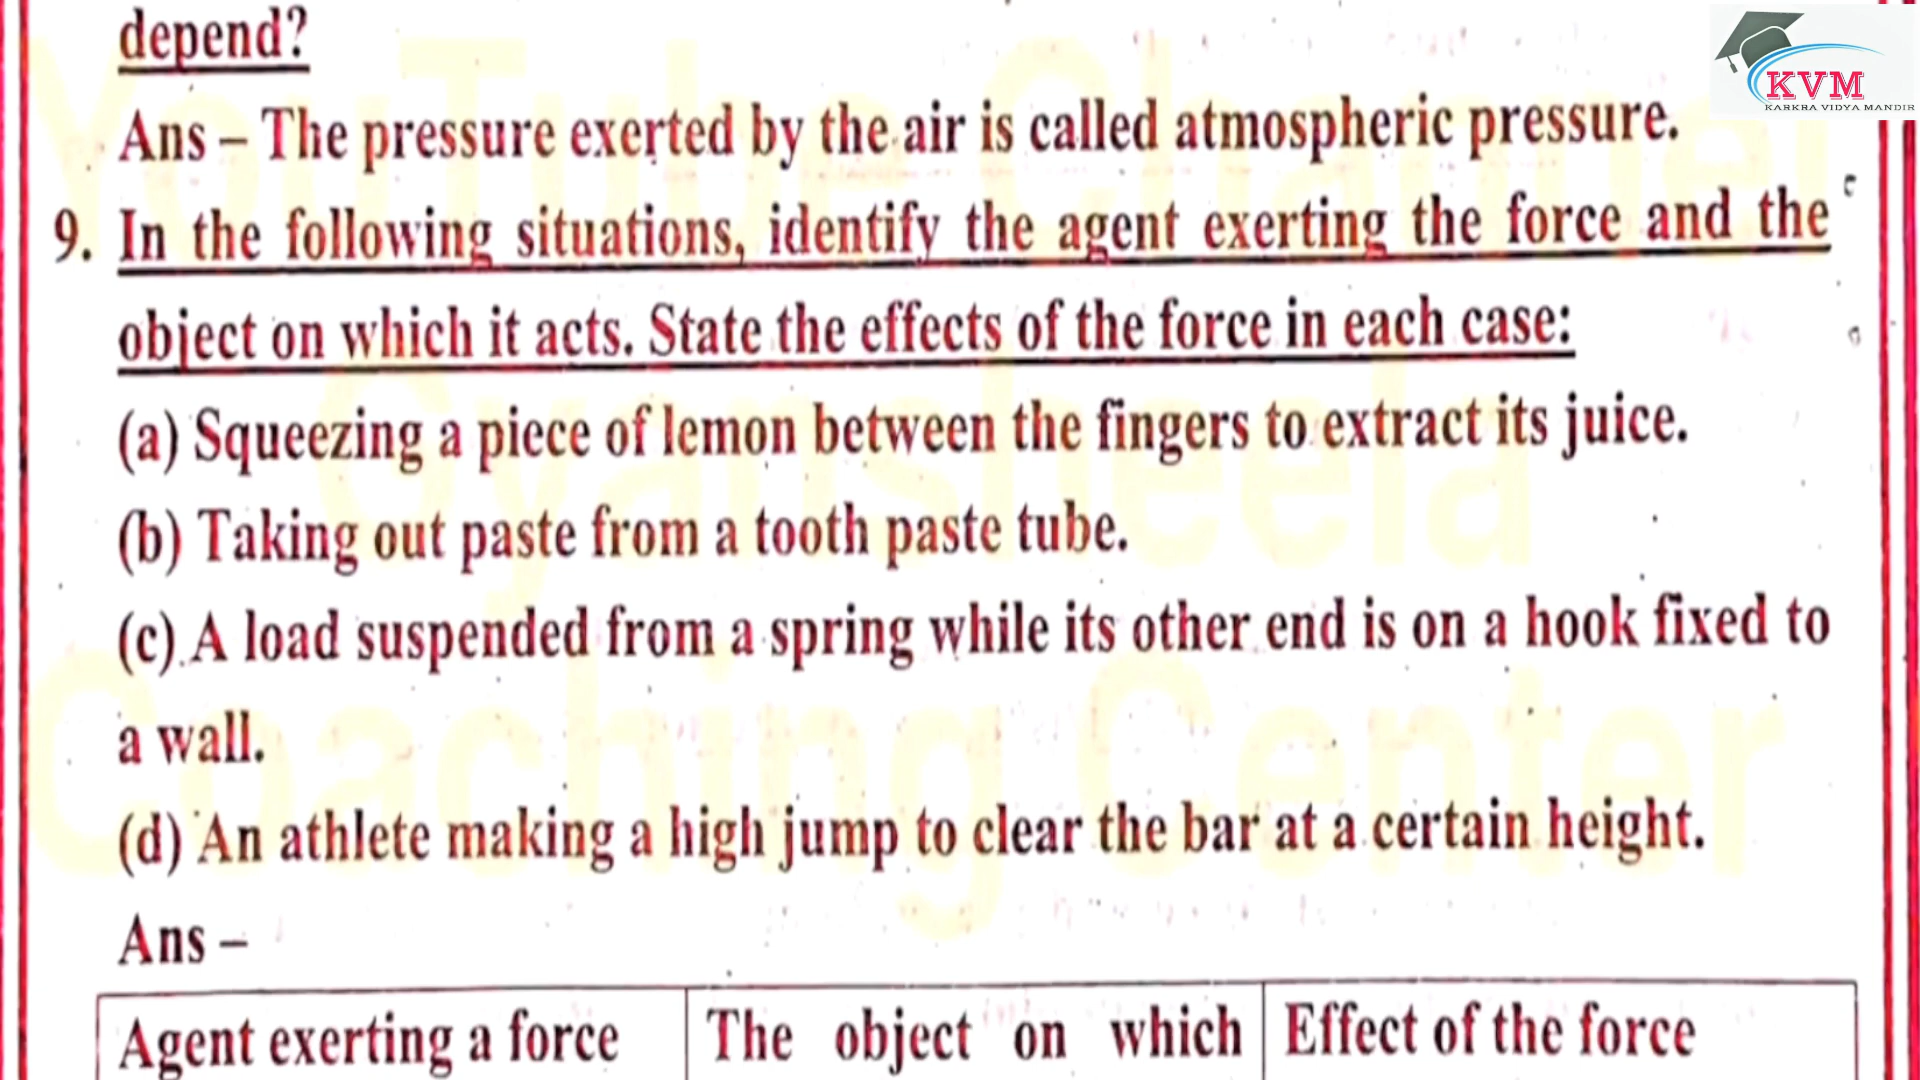 depend?
KVM
KARKRA VIDYA MANDIR
Ans – The pressure exerted by the air is called atmospheric pressure.
9. In the following situations, identify the agent exerting the force and the
object on which it acts. State the effects of the force in each case:
(a) Squeezing a piece of lemon between the fingers to extract its juice.
(b) Taking out paste from a tooth paste tube.
(c) A load suspended from a spring while its other end is on a hook fixed to
a wall.
(d) An athlete making a high jump to clear the bar at a certain height.
Ans –
Agent exerting a force The object on which Effect of the force
YouTube Channel
Gyansheela
Coaching Center